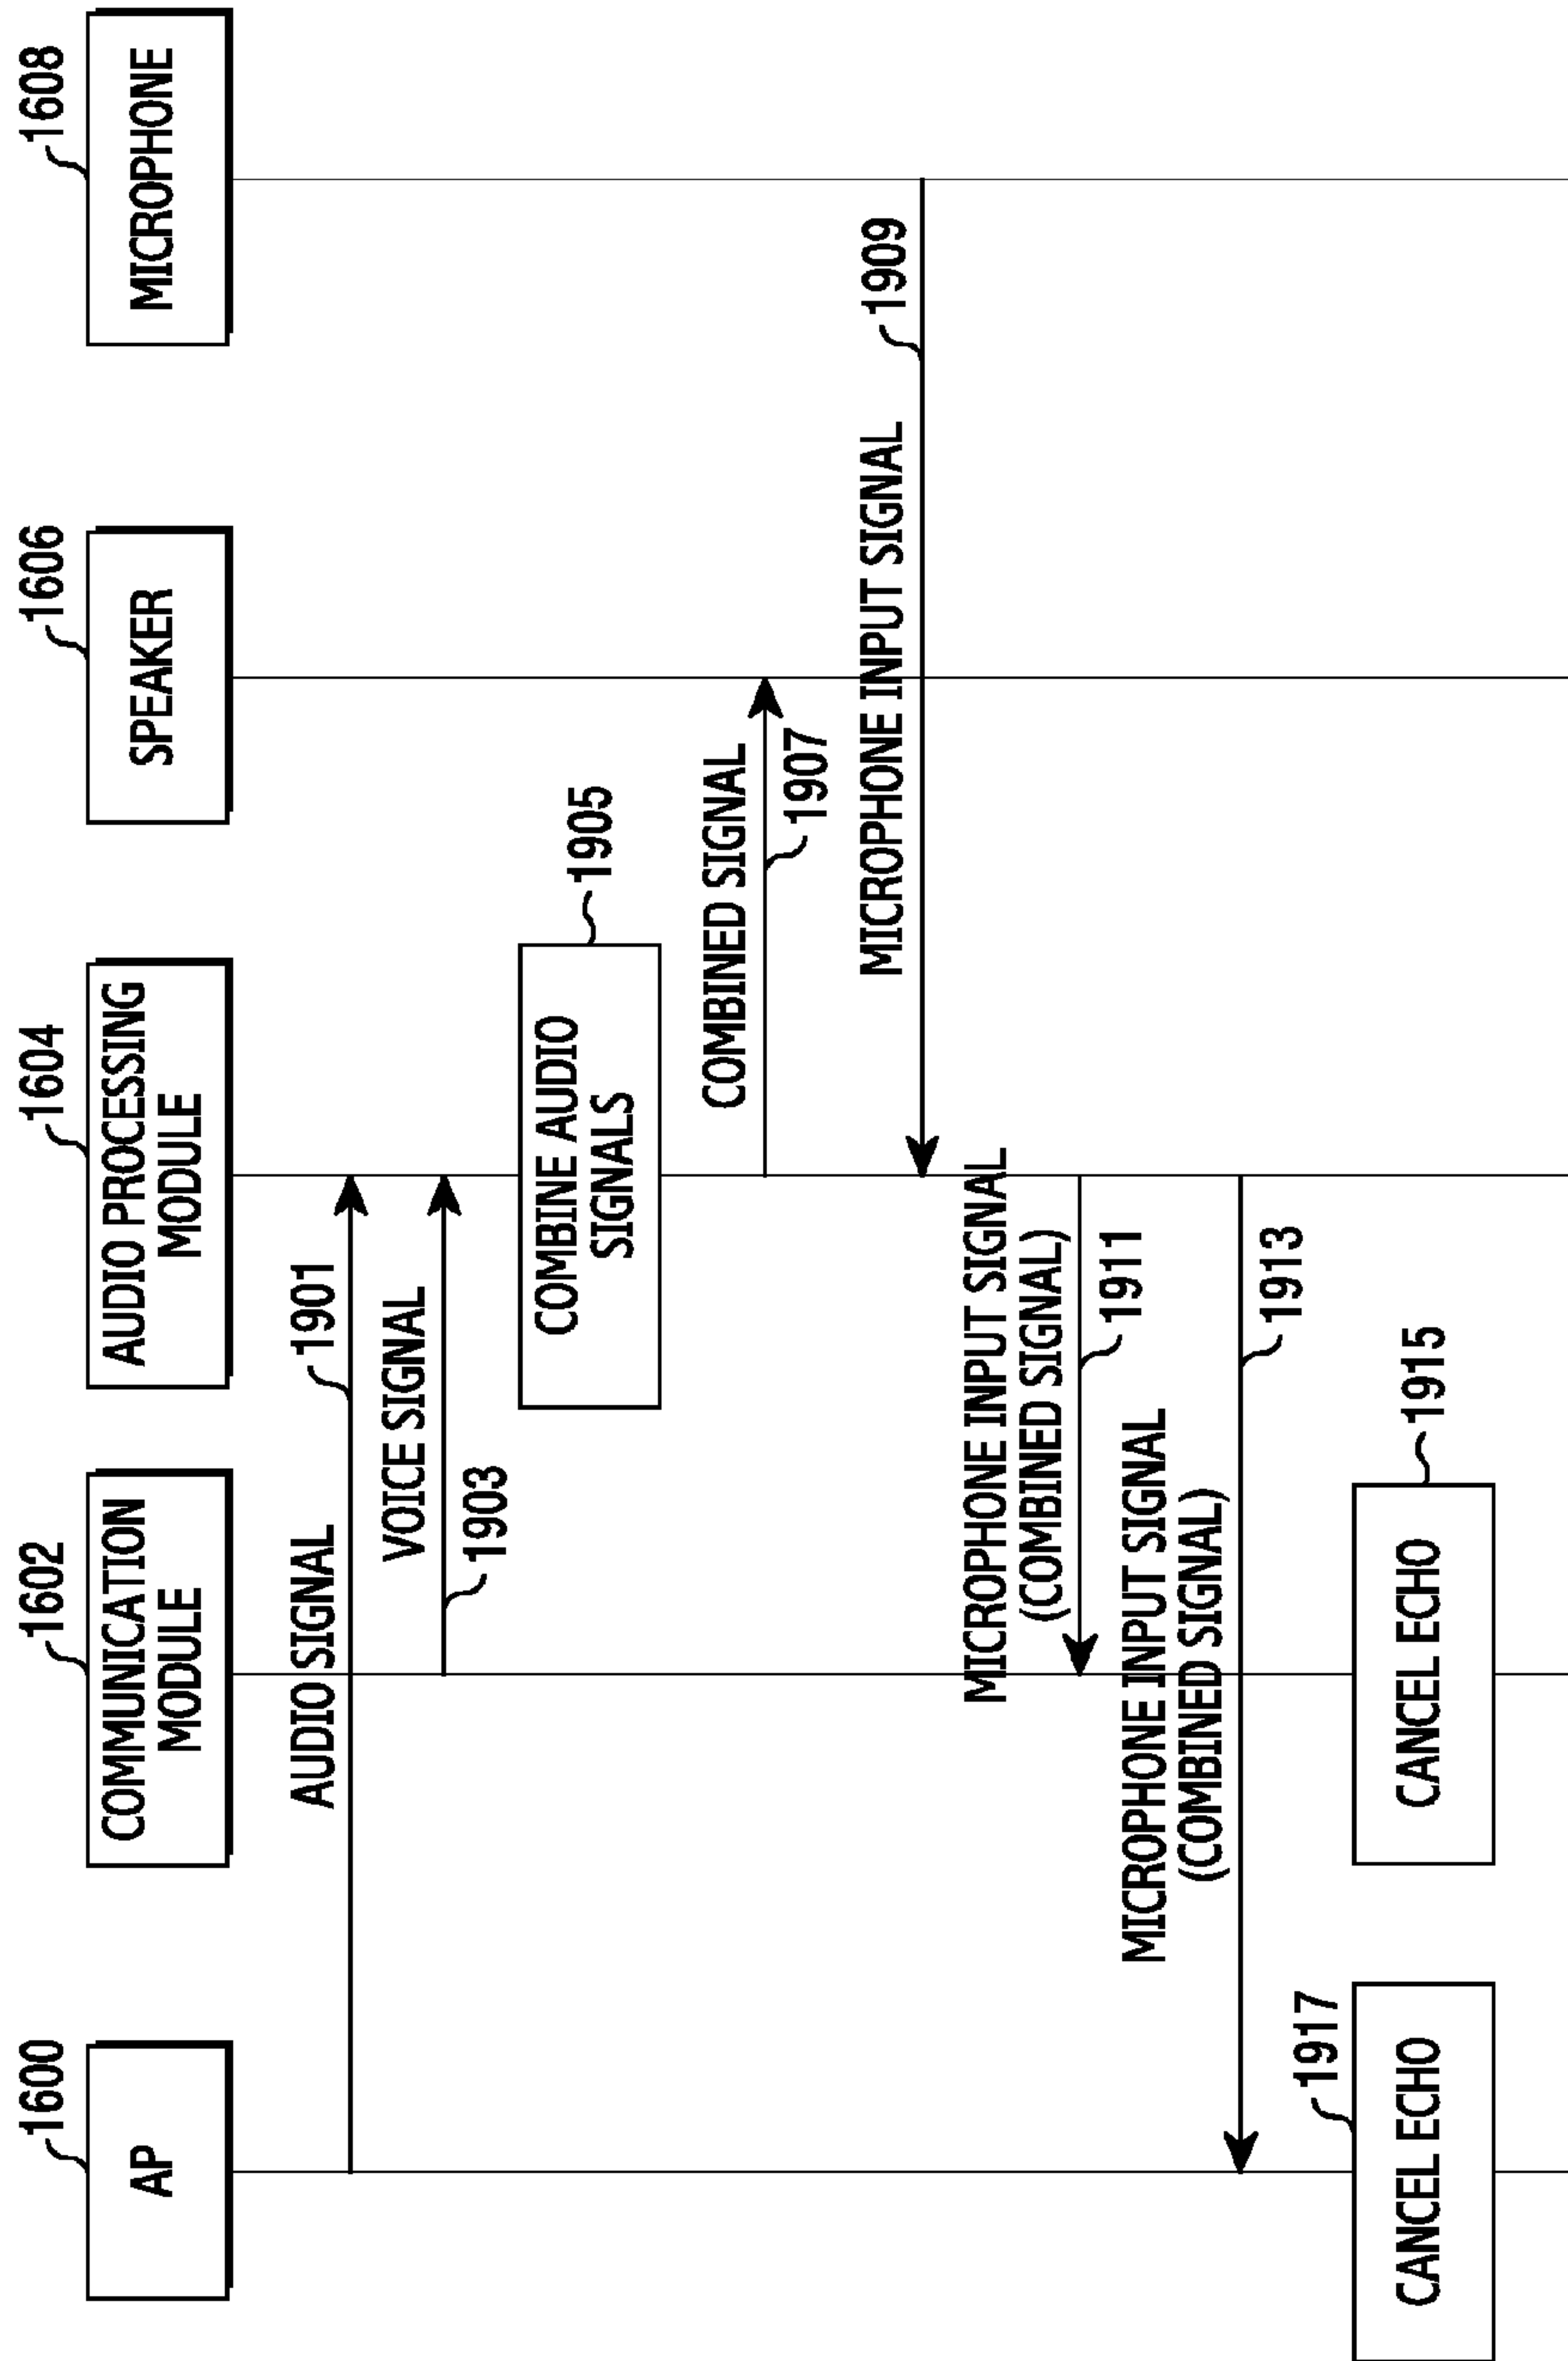 1600
AP
1602
COMMUNICATION
MODULE
1604
AUDIO PROCESSING
MODULE
1606
SPEAKER
1608
MICROPHONE
AUDIO SIGNAL
1901
VOICE SIGNAL
1903
COMBINE AUDIO
SIGNALS
1905
COMBINED SIGNAL
1907
MICROPHONE INPUT SIGNAL
1909
MICROPHONE INPUT SIGNAL
(COMBINED SIGNAL)
1911
MICROPHONE INPUT SIGNAL
(COMBINED SIGNAL)
1913
CANCEL ECHO
1915
CANCEL ECHO
1917